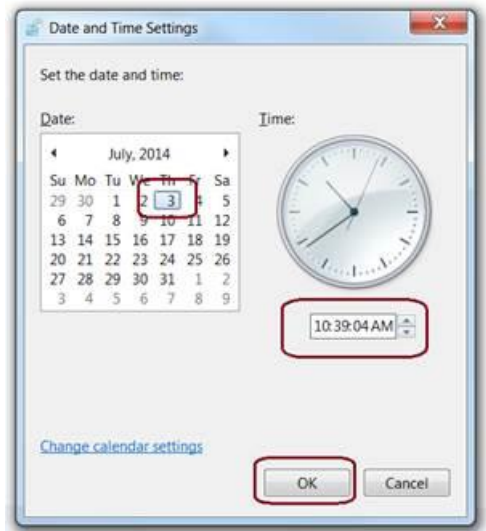 Date and Time Settings
Set the date and time:
Date:
Time:
July, 2014
Su Mo Tu We Th Fr Sa
29 30 1 2 3 4 5
6 7 8 9 10 11 12
13 14 15 16 17 18 19
20 21 22 23 24 25 26
27 28 29 30 31 1 2
3 4 5 6 7 8 9
10:39:04 AM
Change calendar settings
OK
Cancel